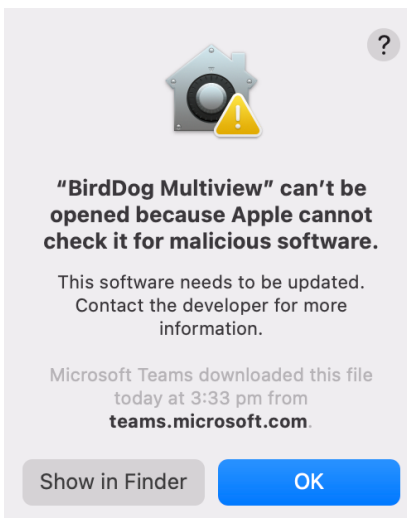 ?
“BirdDog Multiview” can’t be
opened because Apple cannot
check it for malicious software.
This software needs to be updated.
Contact the developer for more
information.
Microsoft Teams downloaded this file
today at 3:33 pm from
teams.microsoft.com.
Show in Finder
OK